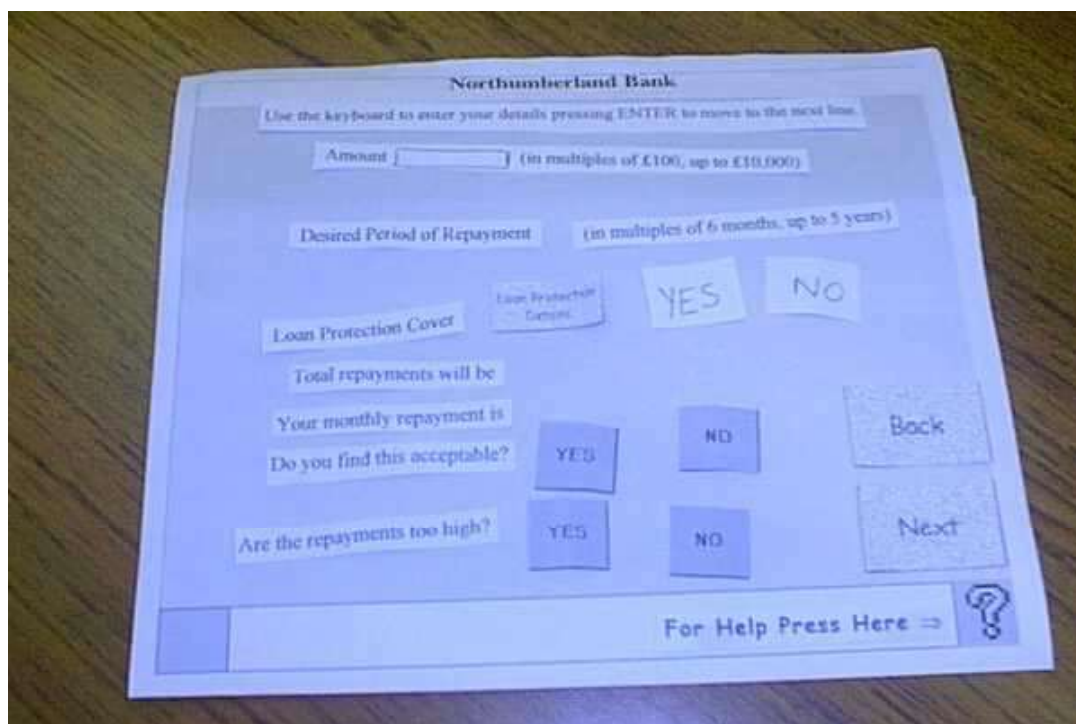 Northumberland Bank
Use the keyboard to enter your details pressing ENTER to move to the next line.
Amount (in multiples of £100, up to £10,000)
Desired Period of Repayment (in multiples of 6 months, up to 5 years)
Loan Protection Cover Loan Protection YES NO
Total repayments will be
Your monthly repayment is
Do you find this acceptable? YES NO Back
Are the repayments too high? YES NO Next
For Help Press Here ⇒ ?